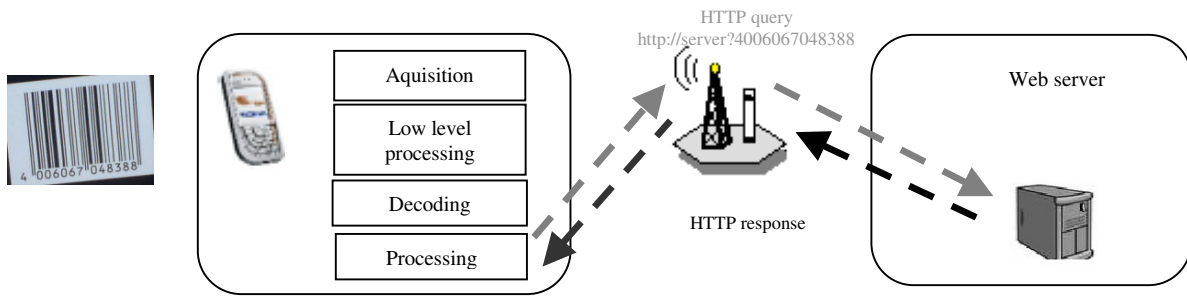 HTTP query
http://server?4006067048388
Aquisition
Low level
processing
Decoding
Processing
4 006067 048388
HTTP response
Web server